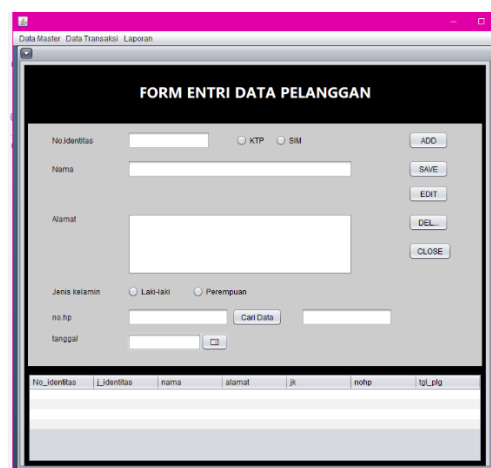 Data Master Data Transaksi Laporan
FORM ENTRI DATA PELANGGAN
No.identitas KTP SIM ADD
Nama SAVE
EDIT
Alamat DEL...
CLOSE
Jenis kelamin Laki-laki Perempuan
no.hp Cari Data
tanggal
No_identitas j_identitas nama alamat jk nohp tgl_plg